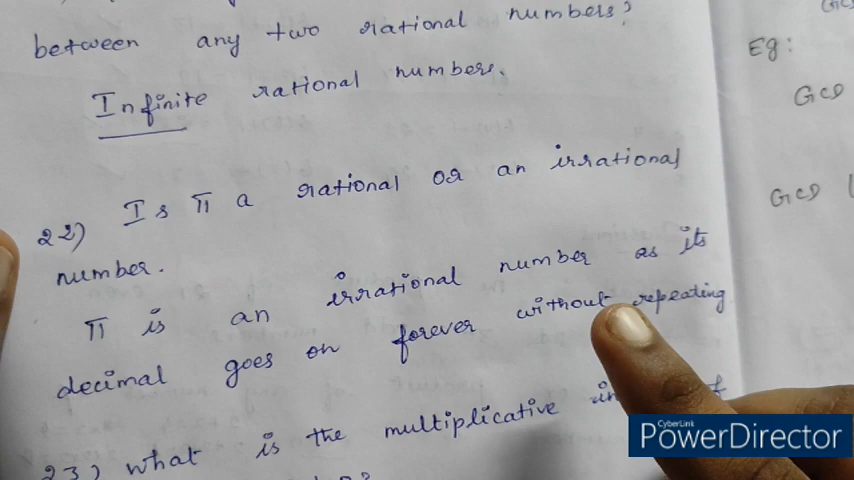 between any two rational numbers?
Infinite rational numbers.
22) Is π a rational or an irrational
number.
π is an irrational number as its
decimal goes on forever without repeating
23) what is the multiplicative
Eg:
GCD
GCD
CyberLink
PowerDirector